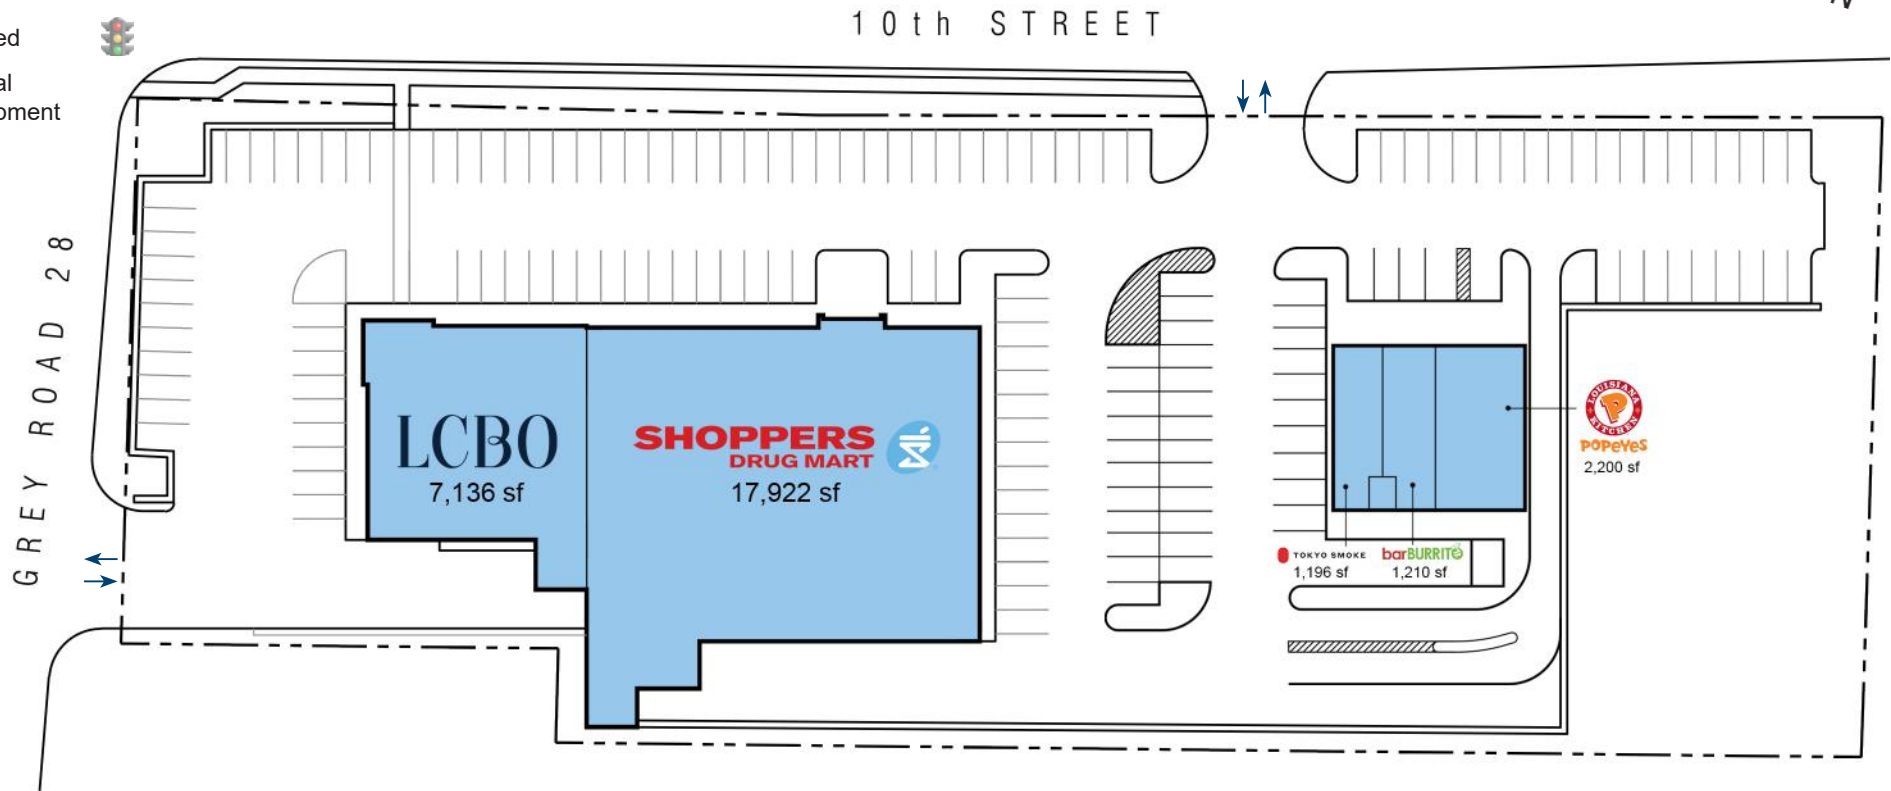 10th STREET
ed
al
pment
GREY ROAD 28
LCBO
7,136 sf
SHOPPERS
DRUG MART
17,922 sf
LOUISIANA
KITCHEN
POPEYES
2,200 sf
TOKYO SMOKE
1,196 sf
barBURRITO
1,210 sf